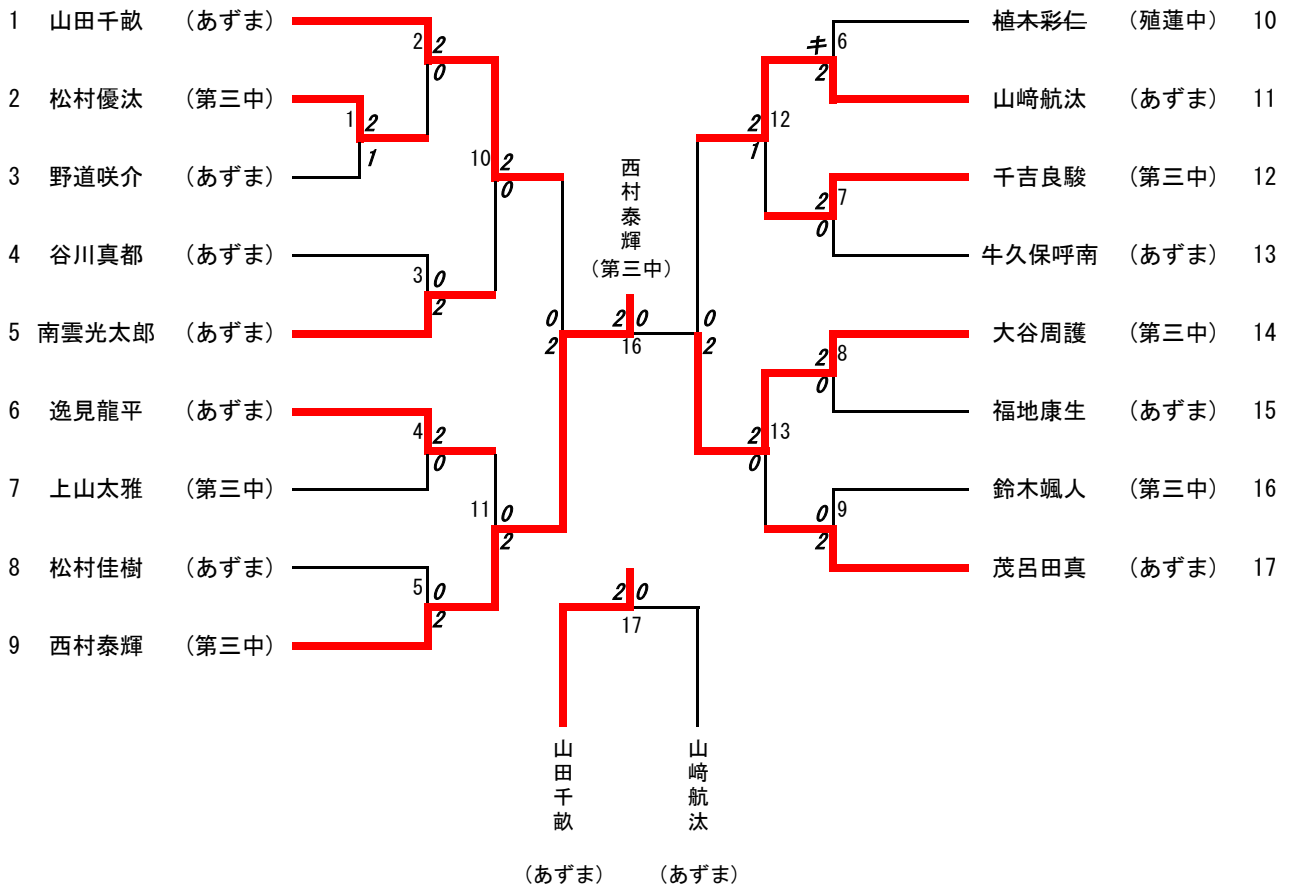 1 山田千畝 (あずま)
2 松村優汰 (第三中)
3 野道咲介 (あずま)
4 谷川真都 (あずま)
5 南雲光太郎 (あずま)
6 逸見龍平 (あずま)
7 上山太雅 (第三中)
8 松村佳樹 (あずま)
9 西村泰輝 (第三中)
2 2 0
1 2 1
10 2 0
3 0 2
4 2 0
11 0 2
5 0 2
0 2
西村泰輝
(第三中)
2 0
16
0 2
2 0
17
山田千畝
(あずま)
山﨑航汰
(あずま)
キ 2 6
2 1 12
2 0 7
2 0 8
2 0 13
0 2 9
植木彩仁 (殖蓮中) 10
山﨑航汰 (あずま) 11
千吉良駿 (第三中) 12
牛久保呼南 (あずま) 13
大谷周護 (第三中) 14
福地康生 (あずま) 15
鈴木颯人 (第三中) 16
茂呂田真 (あずま) 17